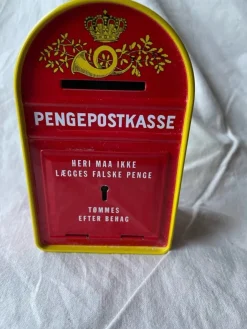 PENGEPOSTKASSE
HERI MAA IKKE
LÆGGES FALSKE PENGE
TØMMES
EFTER BEHAG